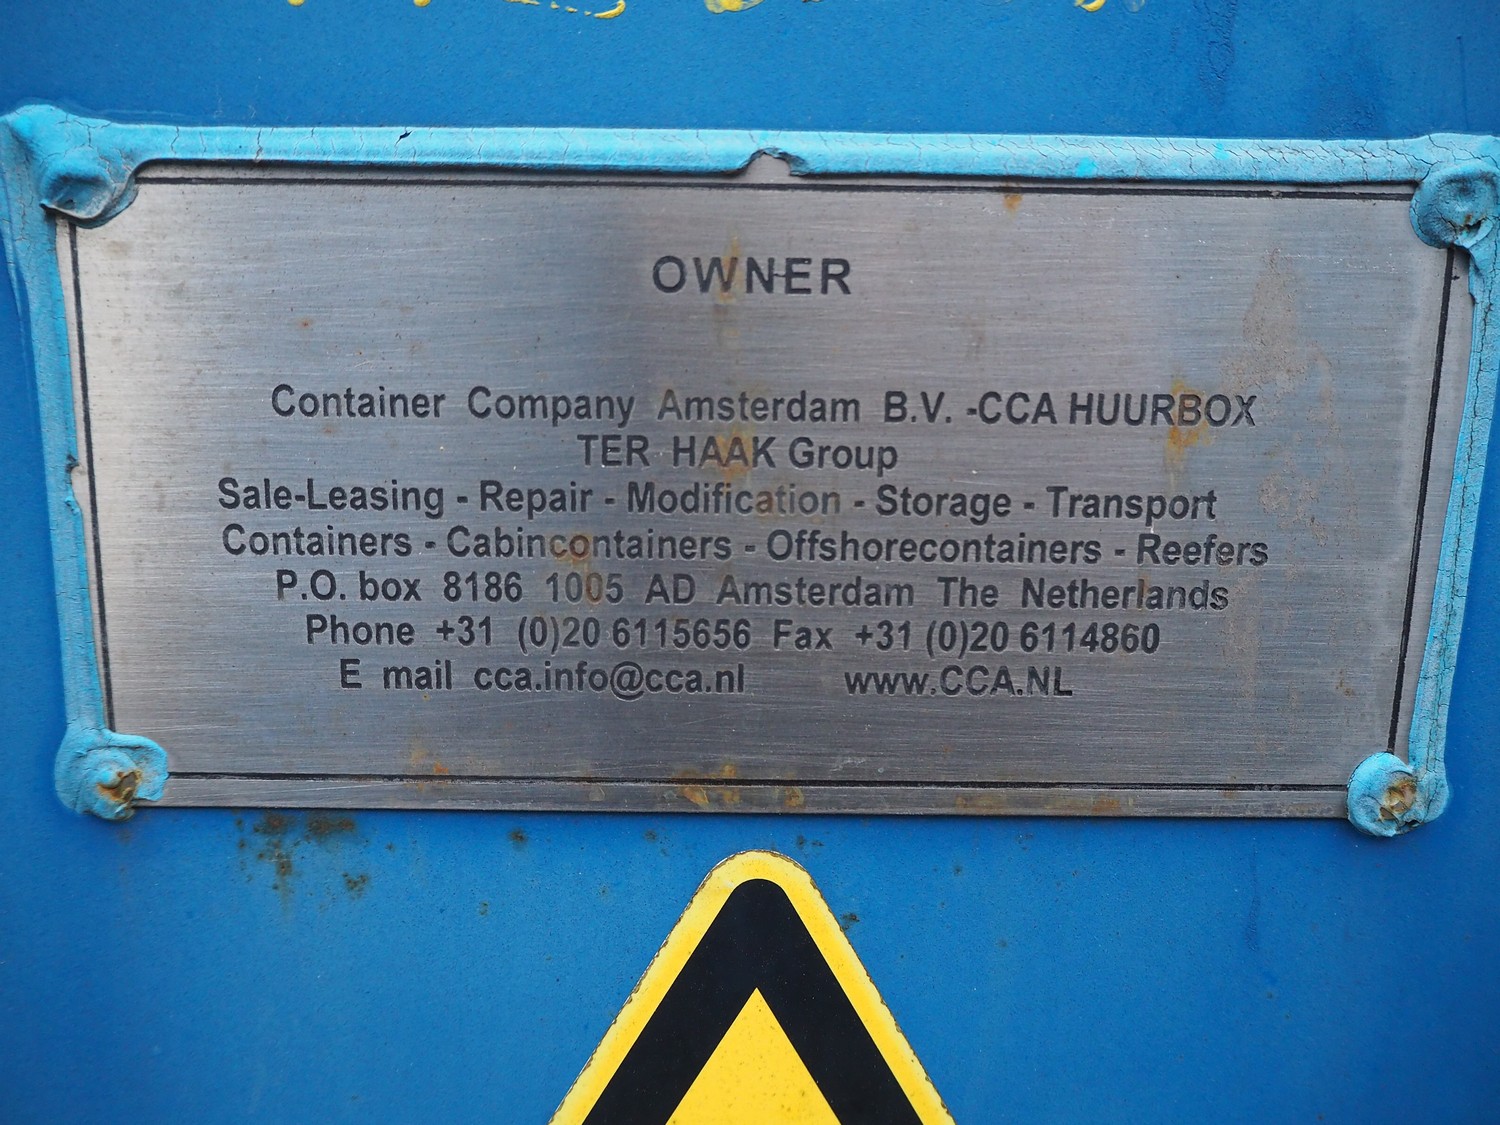 OWNER
Container Company Amsterdam B.V. -CCA HUURBOX
TER HAAK Group
Sale-Leasing - Repair - Modification - Storage - Transport
Containers - Cabincontainers - Offshorecontainers - Reefers
P.O. box 8186 1005 AD Amsterdam The Netherlands
Phone +31 (0)20 6115656 Fax +31 (0)20 6114860
E mail cca.info@cca.nl www.CCA.NL